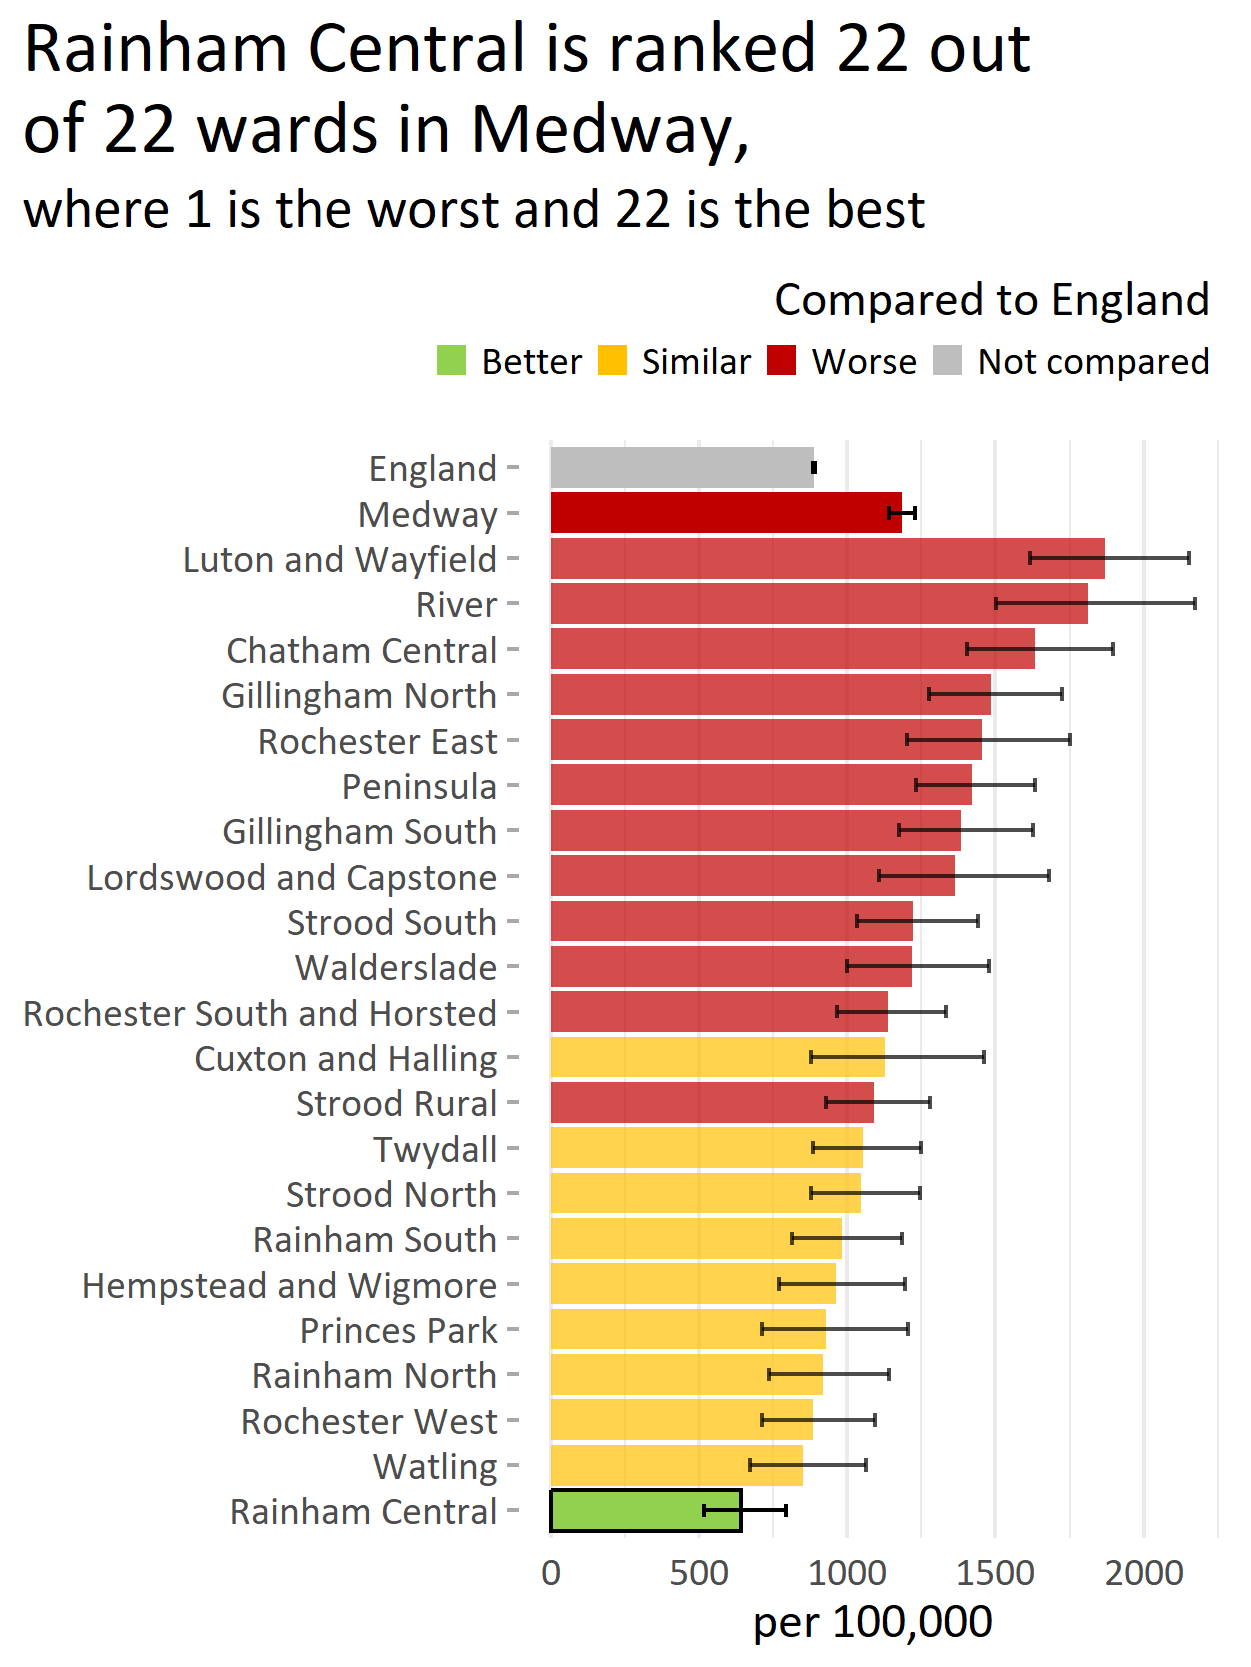 Rainham Central is ranked 22 out
of 22 wards in Medway,
where 1 is the worst and 22 is the best
Compared to England
Better Similar Worse Not compared
England
Medway
Luton and Wayfield
River
Chatham Central
Gillingham North
Rochester East
Peninsula
Gillingham South
Lordswood and Capstone
Strood South
Walderslade
Rochester South and Horsted
Cuxton and Halling
Strood Rural
Twydall
Strood North
Rainham South
Hempstead and Wigmore
Princes Park
Rainham North
Rochester West
Watling
Rainham Central
0 500 1000 1500 2000
per 100,000